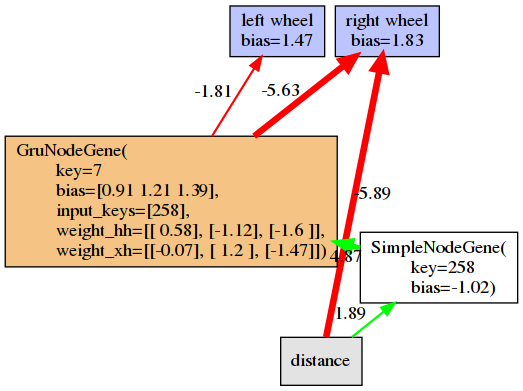 left wheel
bias=1.47
right wheel
bias=1.83
-1.81
-5.63
GruNodeGene(
key=7
bias=[0.91 1.21 1.39],
input_keys=[258],
weight_hh=[[ 0.58], [-1.12], [-1.6 ]],
weight_xh=[[-0.07], [ 1.2 ], [-1.47]])
-5.89
4.87
SimpleNodeGene(
key=258
bias=-1.02)
1.89
distance